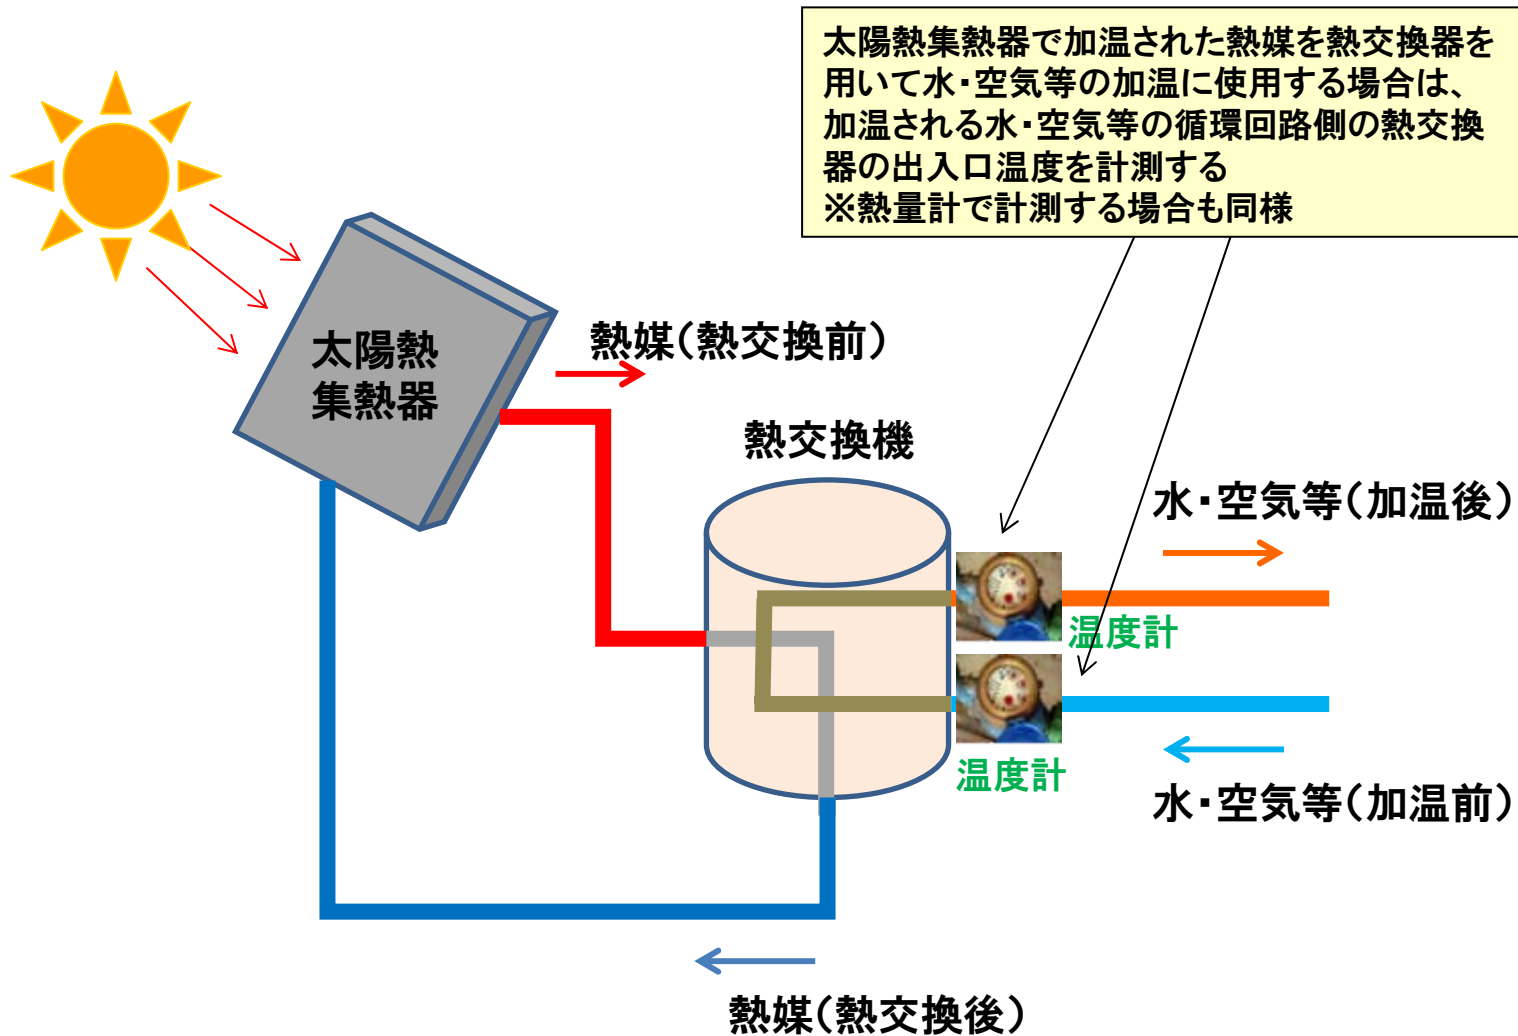 太陽熱集熱器で加温された熱媒を熱交換器を
用いて水・空気等の加温に使用する場合は、
加温される水・空気等の循環回路側の熱交換
器の出入口温度を計測する
※熱量計で計測する場合も同様
熱媒(熱交換前)
太陽熱
集熱器
熱交換機
水・空気等(加温後)
温度計
温度計
水・空気等(加温前)
熱媒(熱交換後)